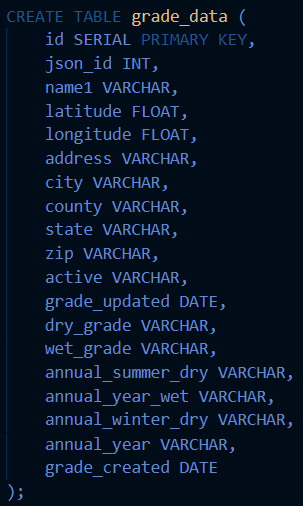 CREATE TABLE grade_data (
id SERIAL PRIMARY KEY,
json_id INT,
name1 VARCHAR,
latitude FLOAT,
longitude FLOAT,
address VARCHAR,
city VARCHAR,
county VARCHAR,
state VARCHAR,
zip VARCHAR,
active VARCHAR,
grade_updated DATE,
dry_grade VARCHAR,
wet_grade VARCHAR,
annual_summer_dry VARCHAR,
annual_year_wet VARCHAR,
annual_winter_dry VARCHAR,
annual_year VARCHAR,
grade_created DATE
);